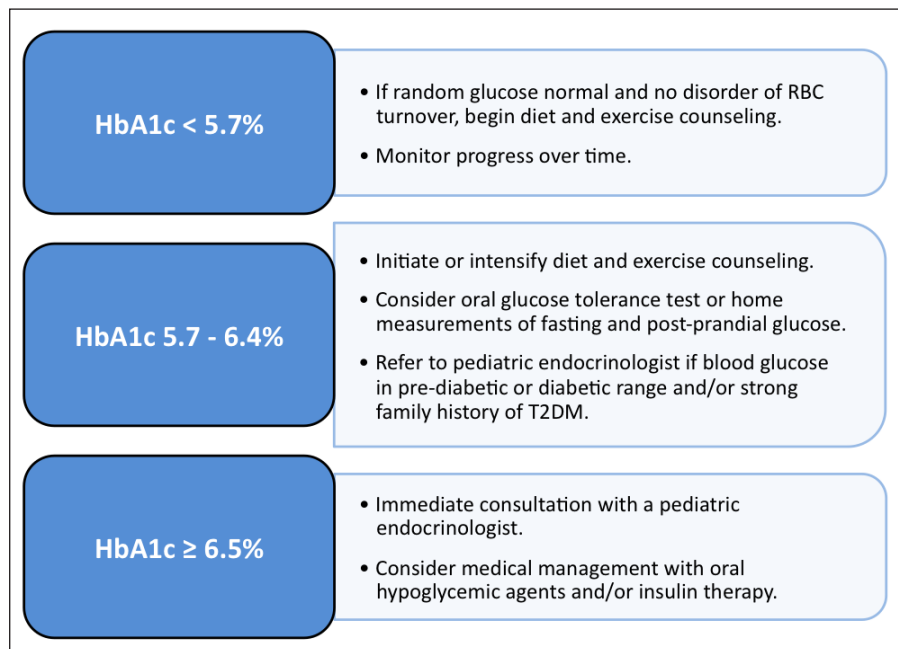 HbA1c < 5.7%
• If random glucose normal and no disorder of RBC
turnover, begin diet and exercise counseling.
• Monitor progress over time.
HbA1c 5.7 - 6.4%
• Initiate or intensify diet and exercise counseling.
• Consider oral glucose tolerance test or home
measurements of fasting and post-prandial glucose.
• Refer to pediatric endocrinologist if blood glucose
in pre-diabetic or diabetic range and/or strong
family history of T2DM.
HbA1c ≥ 6.5%
• Immediate consultation with a pediatric
endocrinologist.
• Consider medical management with oral
hypoglycemic agents and/or insulin therapy.